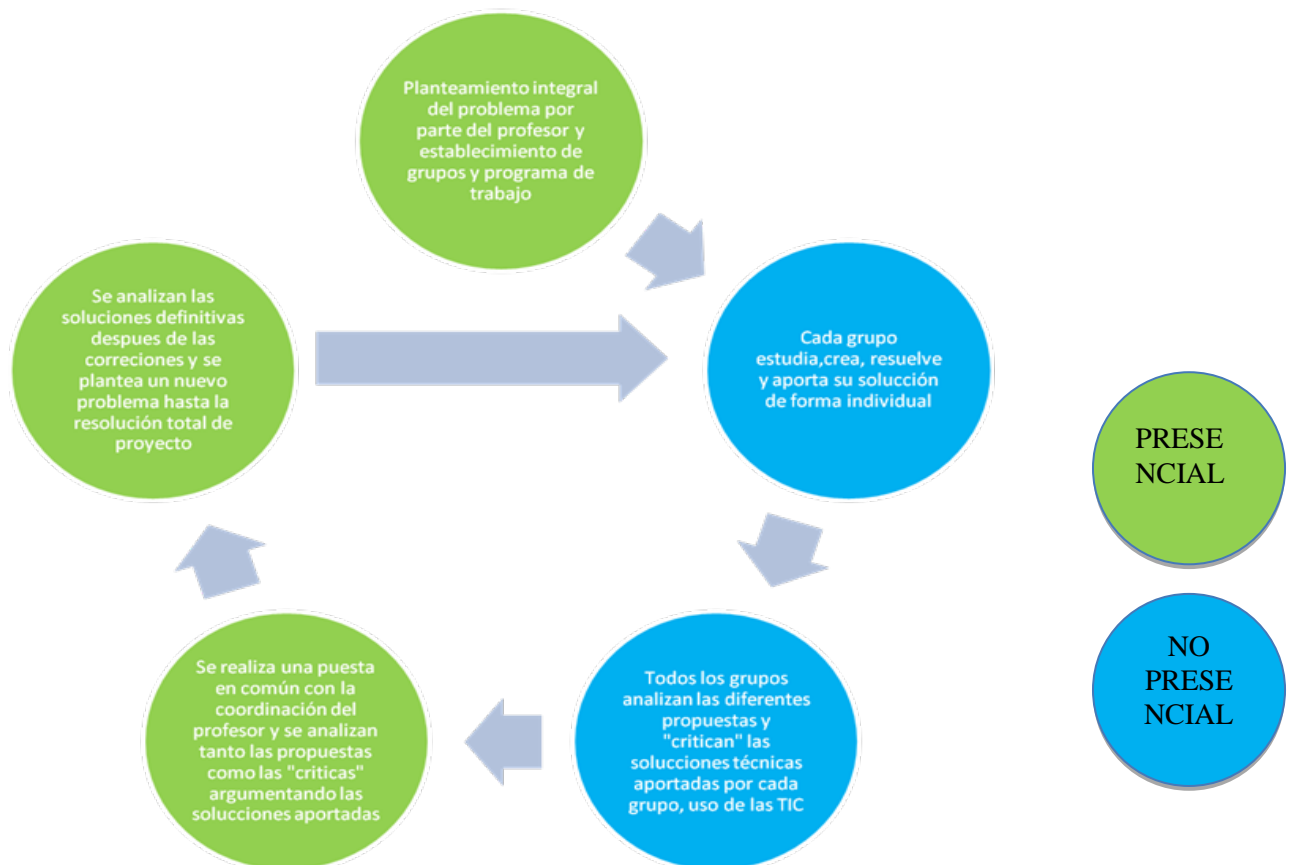 Planteamiento integral
del problema por
parte del profesor y
establecimiento de
grupos y programa de
trabajo
Cada grupo
estudia,crea, resuelve
y aporta su solucción
de forma individual
Todos los grupos
analizan las diferentes
propuestas y
"critican" las
solucciones técnicas
aportadas por cada
grupo, uso de las TIC
Se realiza una puesta
en común con la
coordinación del
profesor y se analizan
tanto las propuestas
como las "criticas"
argumentando las
solucciones aportadas
Se analizan las
soluciones definitivas
despues de las
correciones y se
plantea un nuevo
problema hasta la
resolución total de
proyecto
PRESE
NCIAL
NO
PRESE
NCIAL